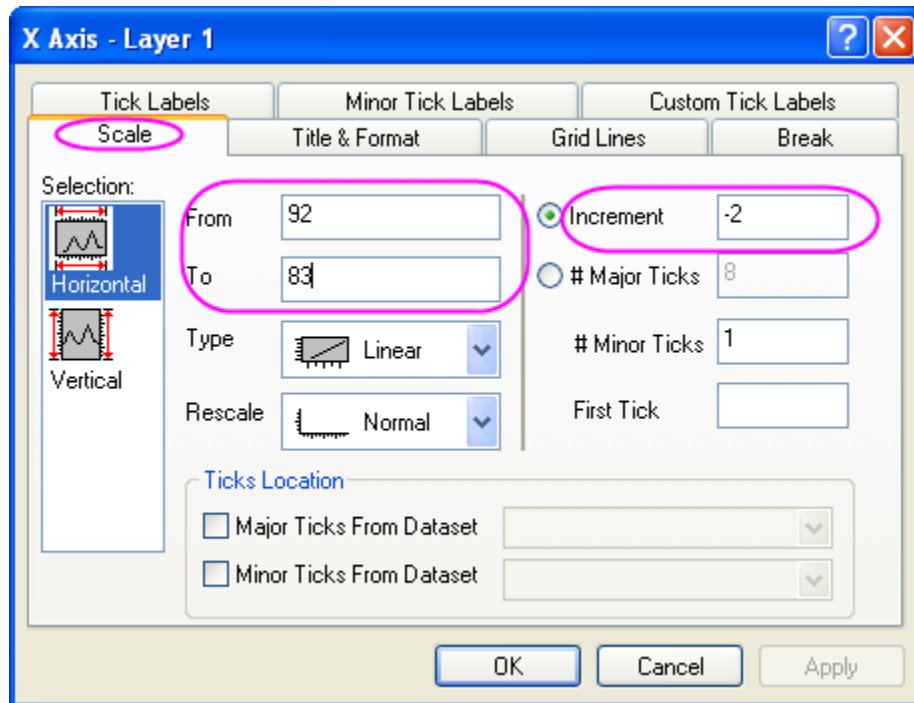 X Axis - Layer 1
Tick Labels Minor Tick Labels Custom Tick Labels
Scale Title & Format Grid Lines Break
Selection:
Horizontal
Vertical
From 92
To 83
Type Linear
Rescale Normal
Increment -2
# Major Ticks 8
# Minor Ticks 1
First Tick
Ticks Location
Major Ticks From Dataset
Minor Ticks From Dataset
OK Cancel Apply